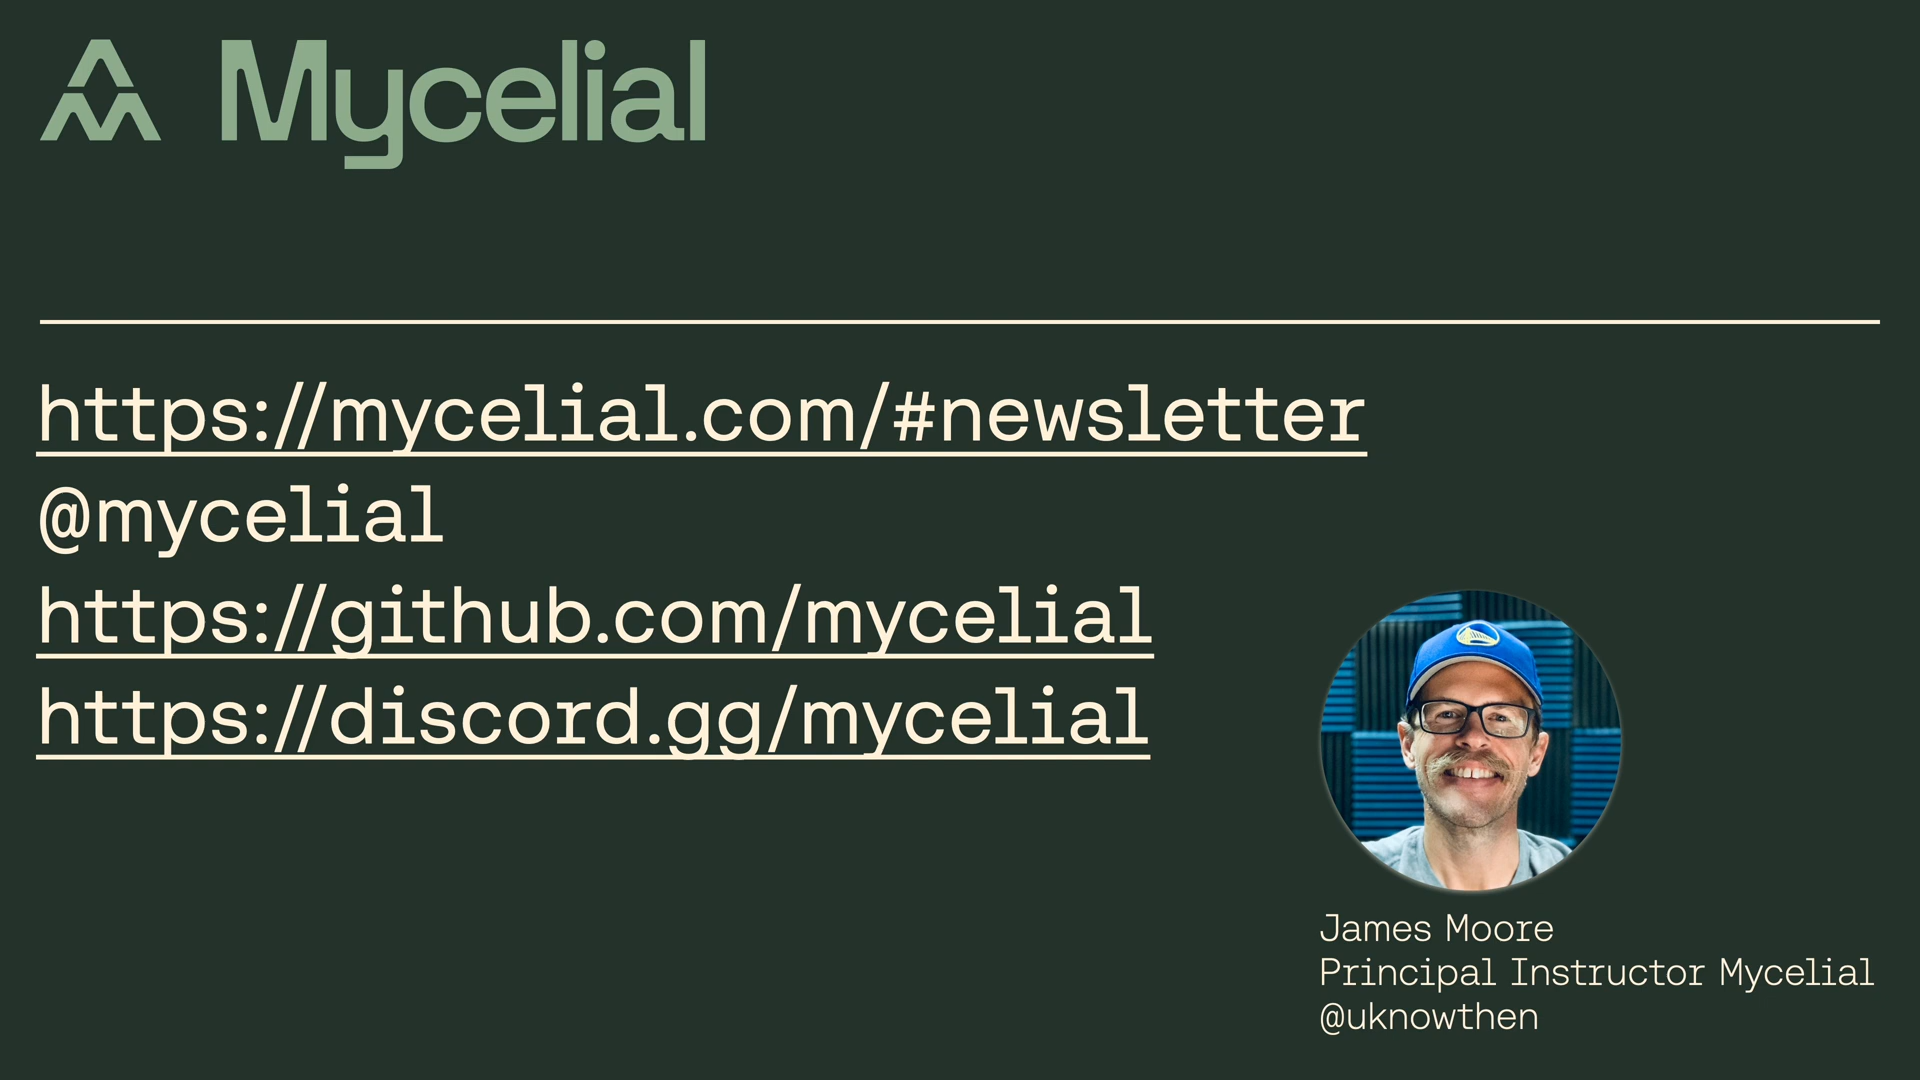 Mycelial
https://mycelial.com/#newsletter
@mycelial
https://github.com/mycelial
https://discord.gg/mycelial
James Moore
Principal Instructor Mycelial
@uknowthen